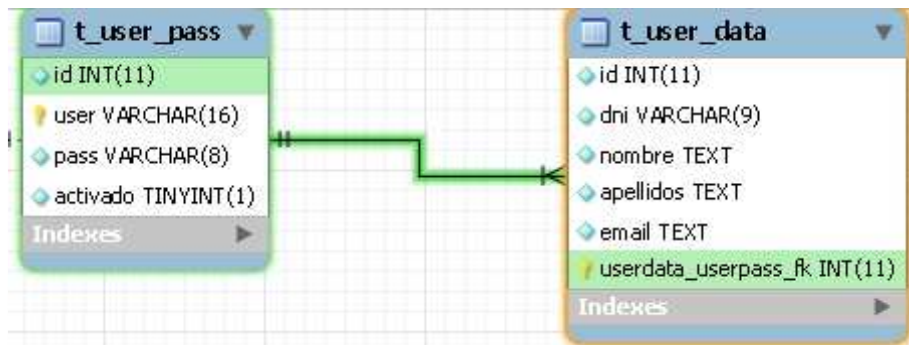 t_user_pass
id INT(11)
user VARCHAR(16)
pass VARCHAR(8)
activado TINYINT(1)
Indexes
t_user_data
id INT(11)
dni VARCHAR(9)
nombre TEXT
apellidos TEXT
email TEXT
userdata_userpass_fk INT(11)
Indexes